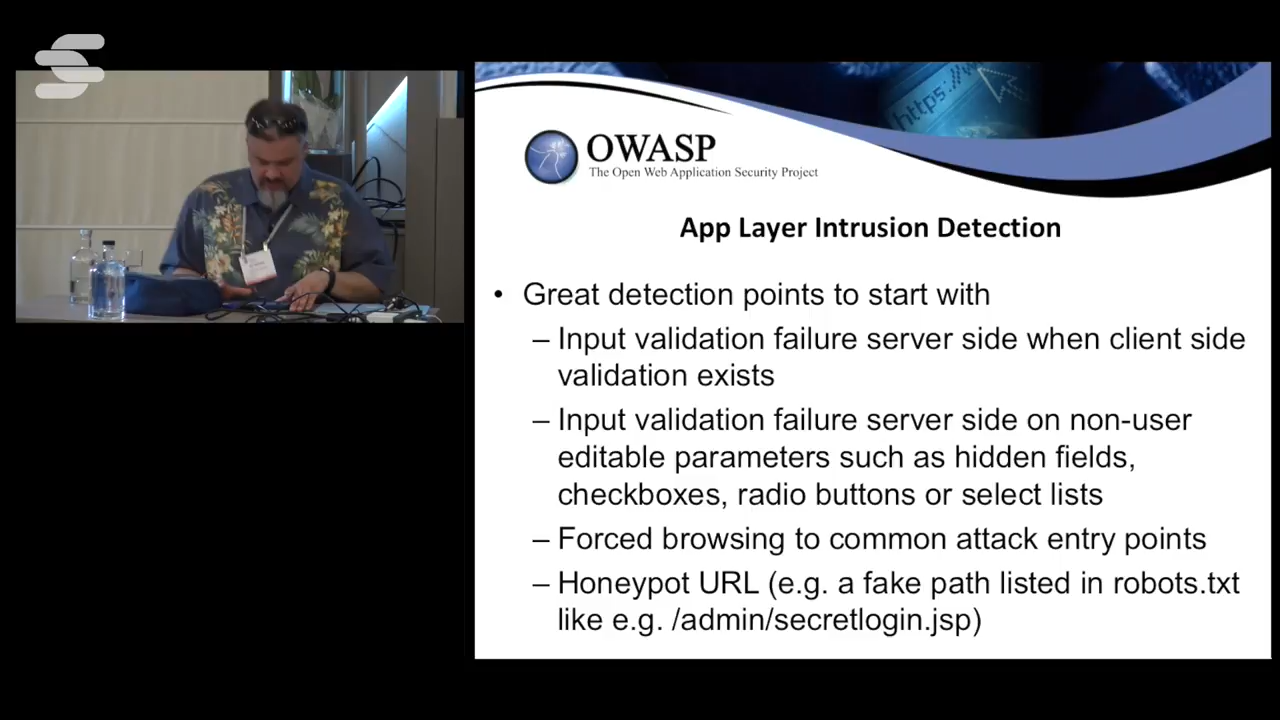 https://w
OWASP
The Open Web Application Security Project
App Layer Intrusion Detection
• Great detection points to start with
– Input validation failure server side when client side
validation exists
– Input validation failure server side on non-user
editable parameters such as hidden fields,
checkboxes, radio buttons or select lists
– Forced browsing to common attack entry points
– Honeypot URL (e.g. a fake path listed in robots.txt
like e.g. /admin/secretlogin.jsp)